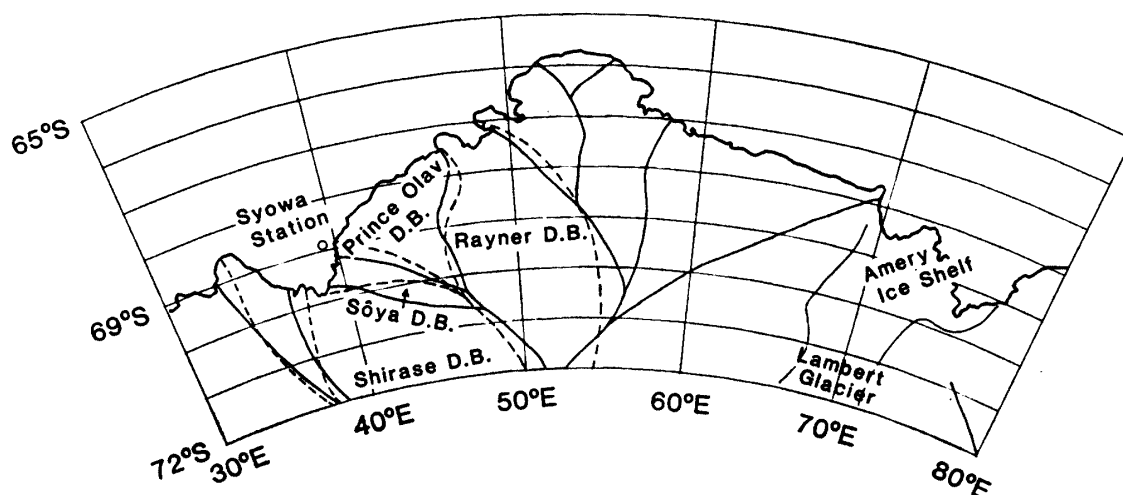 65°S
Syowa
Station
Prince Olav
D.B.
Rayner D.B.
Amery
Ice Shelf
69°S
Sôya D.B.
Shirase D.B.
Lambert
Glacier
72°S
30°E
40°E
50°E
60°E
70°E
80°E